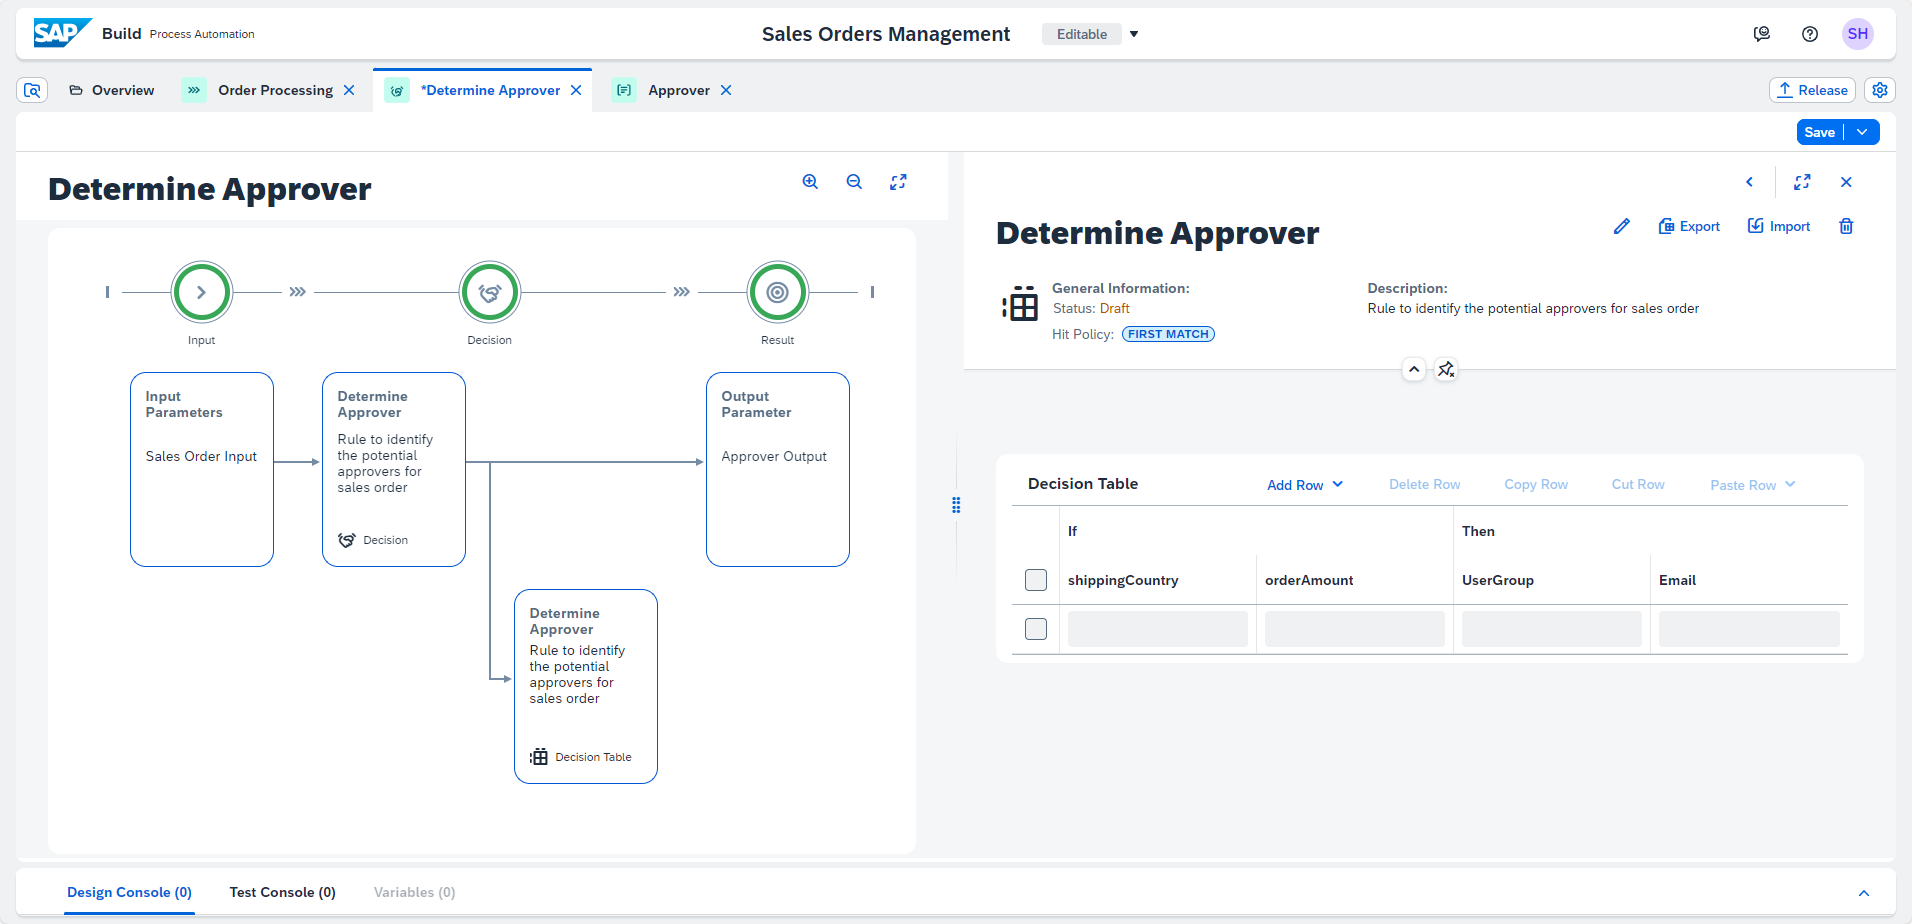 SAP Build Process Automation
Sales Orders Management
Editable
SH
Overview
Order Processing
*Determine Approver
Approver
Release
Save
Determine Approver
Input
Decision
Result
Input
Parameters
Sales Order Input
Determine
Approver
Rule to identify
the potential
approvers for
sales order
Decision
Output
Parameter
Approver Output
Determine
Approver
Rule to identify
the potential
approvers for
sales order
Decision Table
Determine Approver
Export
Import
General Information:
Status: Draft
Hit Policy: FIRST MATCH
Description:
Rule to identify the potential approvers for sales order
Decision Table
Add Row
Delete Row
Copy Row
Cut Row
Paste Row
If
Then
shippingCountry
orderAmount
UserGroup
Email
Design Console (0)
Test Console (0)
Variables (0)